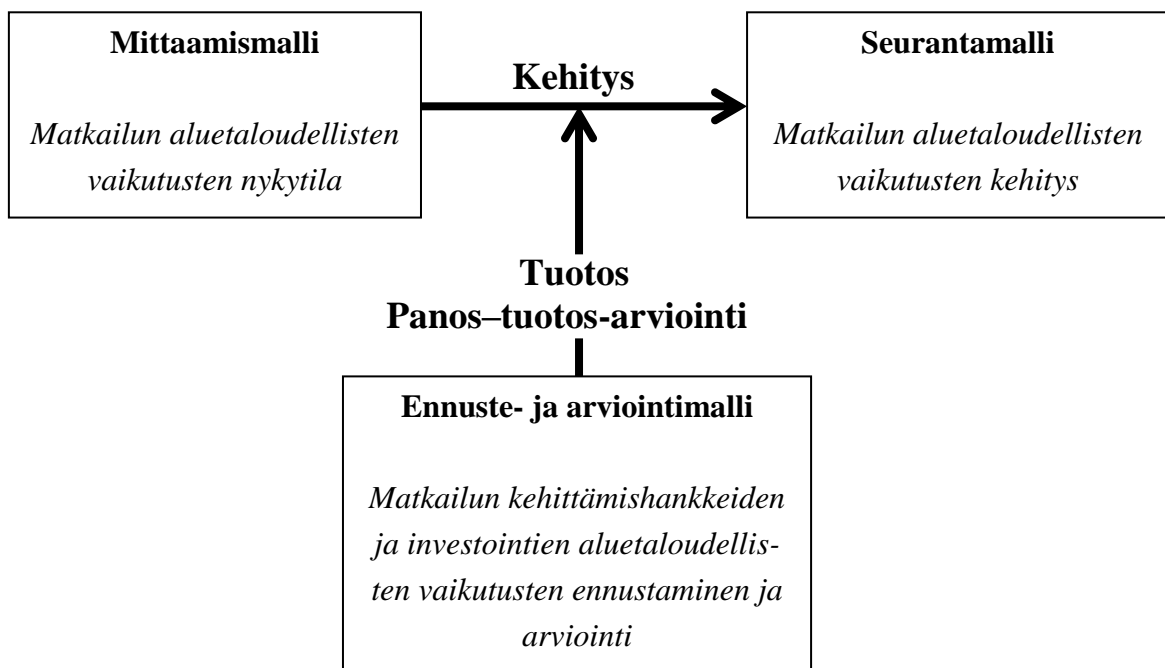 Mittaamismalli
Matkailun aluetaloudellisten
vaikutusten nykytila
Kehitys
Seurantamalli
Matkailun aluetaloudellisten
vaikutusten kehitys
Tuotos
Panos–tuotos-arviointi
Ennuste- ja arviointimalli
Matkailun kehittämishankkeiden
ja investointien aluetaloudellis-
ten vaikutusten ennustaminen ja
arviointi